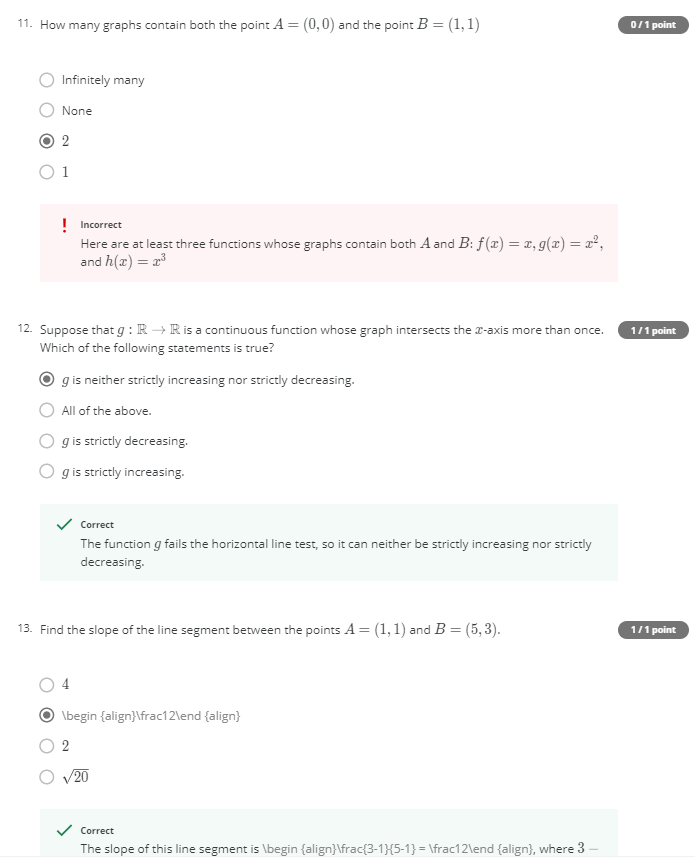 11. How many graphs contain both the point A = (0, 0) and the point B = (1, 1)
0 / 1 point
Infinitely many
None
2
1
! Incorrect
Here are at least three functions whose graphs contain both A and B: f(x) = x, g(x) = x²,
and h(x) = x³
12. Suppose that g : ℝ → ℝ is a continuous function whose graph intersects the x-axis more than once.
1 / 1 point
Which of the following statements is true?
g is neither strictly increasing nor strictly decreasing.
All of the above.
g is strictly decreasing.
g is strictly increasing.
Correct
The function g fails the horizontal line test, so it can neither be strictly increasing nor strictly
decreasing.
13. Find the slope of the line segment between the points A = (1, 1) and B = (5, 3).
1 / 1 point
4
\begin {align}\frac12\end {align}
2
√20
Correct
The slope of this line segment is \begin {align}\frac{3-1}{5-1} = \frac12\end {align}, where 3 −